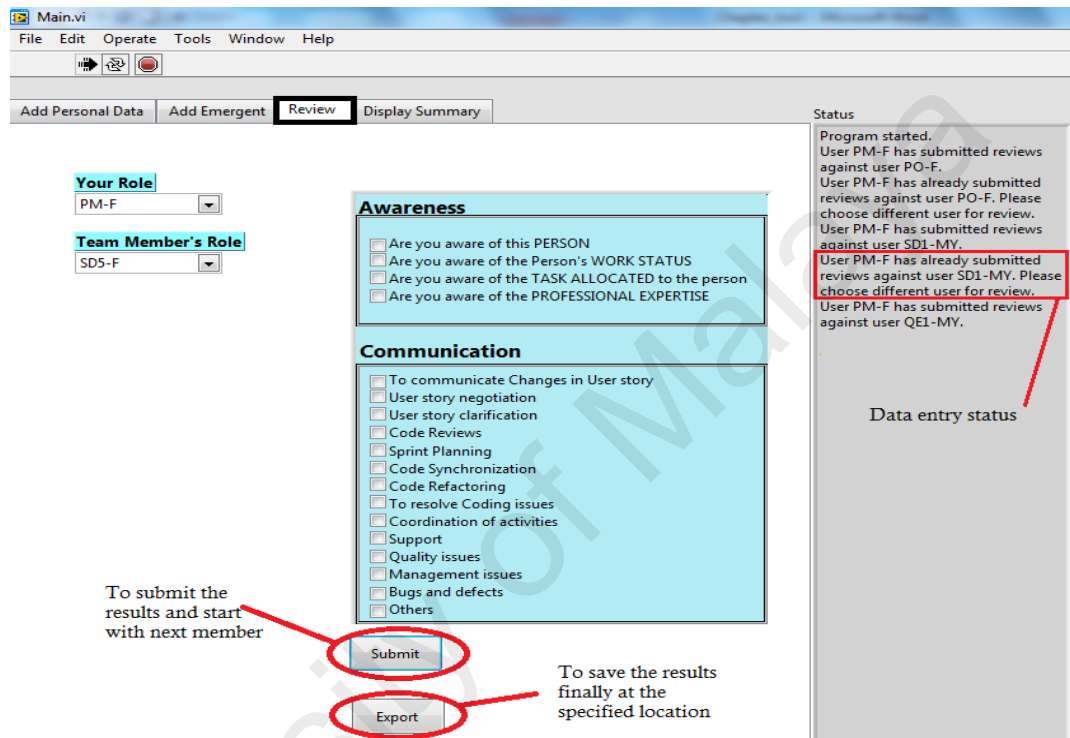 Main.vi
File Edit Operate Tools Window Help
Add Personal Data Add Emergent Review Display Summary
Your Role
PM-F
Team Member's Role
SD5-F
Awareness
Are you aware of this PERSON
Are you aware of the Person's WORK STATUS
Are you aware of the TASK ALLOCATED to the person
Are you aware of the PROFESSIONAL EXPERTISE
Communication
To communicate Changes in User story
User story negotiation
User story clarification
Code Reviews
Sprint Planning
Code Synchronization
Code Refactoring
To resolve Coding issues
Coordination of activities
Support
Quality issues
Management issues
Bugs and defects
Others
To submit the
results and start
with next member
Submit
To save the results
finally at the
specified location
Export
Status
Program started.
User PM-F has submitted reviews
against user PO-F.
User PM-F has already submitted
reviews against user PO-F. Please
choose different user for review.
User PM-F has submitted reviews
against user SD1-MY.
User PM-F has already submitted
reviews against user SD1-MY. Please
choose different user for review.
User PM-F has submitted reviews
against user QE1-MY.
Data entry status
sity of Malaya